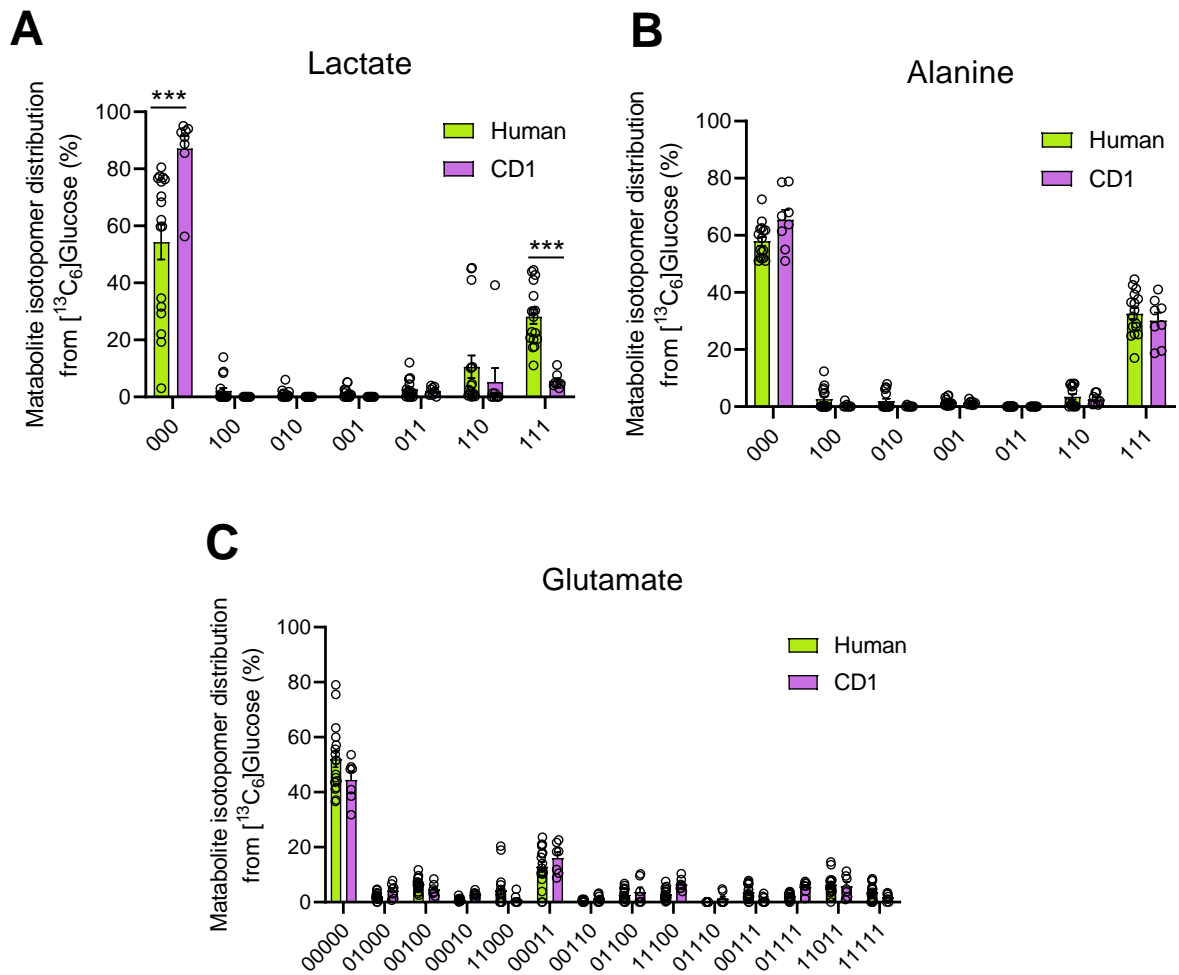 A
Lactate
Matabolite isotopomer distribution
from [13C6]Glucose (%)
100
80
60
40
20
0
***
***
Human
CD1
000
100
010
001
011
110
111
B
Alanine
Matabolite isotopomer distribution
from [13C6]Glucose (%)
100
80
60
40
20
0
Human
CD1
000
100
010
001
011
110
111
C
Glutamate
Matabolite isotopomer distribution
from [13C6]Glucose (%)
100
80
60
40
20
0
Human
CD1
00000
01000
00100
00010
11000
00011
00110
01100
11100
01110
00111
01111
11011
11111